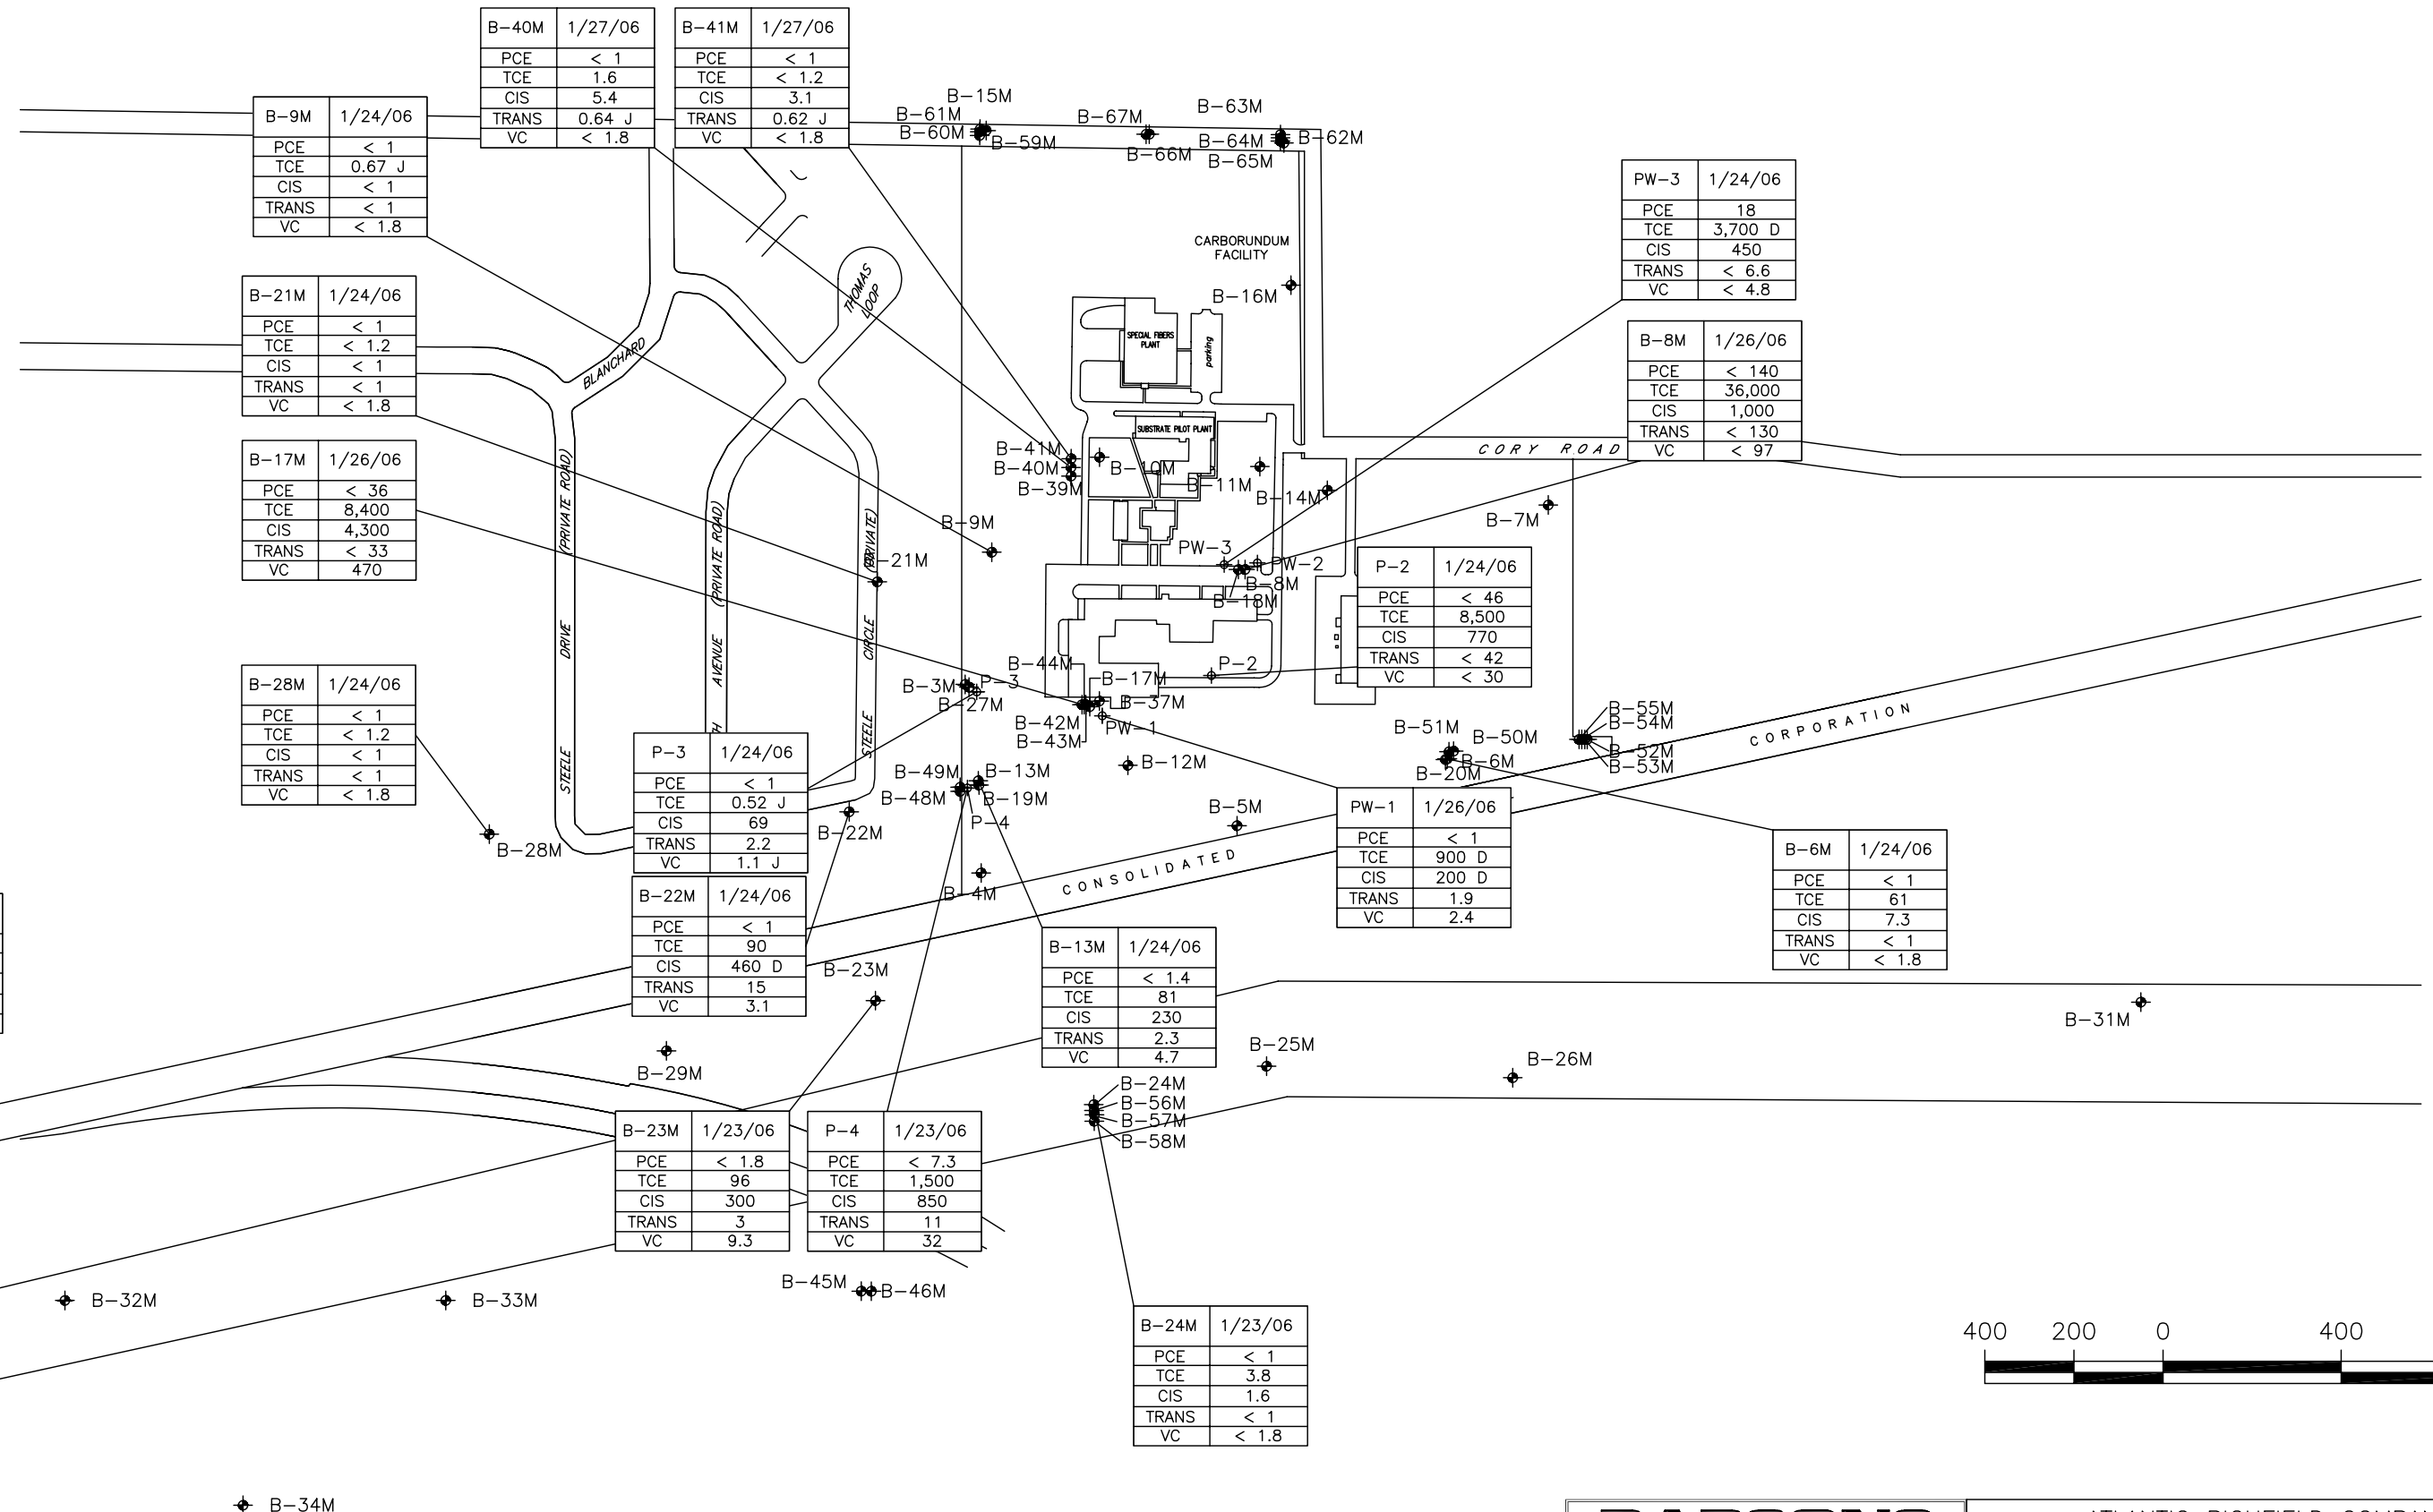 B-40M 1/27/06
PCE < 1
TCE 1.6
CIS 5.4
TRANS 0.64 J
VC < 1.8
B-41M 1/27/06
PCE < 1
TCE < 1.2
CIS 3.1
TRANS 0.62 J
VC < 1.8
B-9M 1/24/06
PCE < 1
TCE 0.67 J
CIS < 1
TRANS < 1
VC < 1.8
B-15M
B-61M
B-60M
B-59M
B-67M
B-66M
B-63M
B-64M
B-62M
B-65M
PW-3 1/24/06
PCE 18
TCE 3,700 D
CIS 450
TRANS < 6.6
VC < 4.8
CARBORUNDUM
FACILITY
B-16M
THOMAS
LOOP
B-21M 1/24/06
PCE < 1
TCE < 1.2
CIS < 1
TRANS < 1
VC < 1.8
BLANCHARD
SPECIAL FIBERS
PLANT
parking
B-8M 1/26/06
PCE < 140
TCE 36,000
CIS 1,000
TRANS < 130
VC < 97
SUBSTRATE PILOT PLANT
CORY ROAD
B-17M 1/26/06
PCE < 36
TCE 8,400
CIS 4,300
TRANS < 33
VC 470
B-41M
B-40M
B-39M
B-10M
B-11M
B-14M
B-7M
B-9M
B-21M
PW-3
PW-2
B-8M
B-18M
STEELE DRIVE (PRIVATE ROAD)
AVENUE (PRIVATE ROAD)
STEELE CIRCLE (PRIVATE)
P-2 1/24/06
PCE < 46
TCE 8,500
CIS 770
TRANS < 42
VC < 30
B-28M 1/24/06
PCE < 1
TCE < 1.2
CIS < 1
TRANS < 1
VC < 1.8
B-44M
B-17M
P-2
B-3M
P-3
B-27M
B-37M
B-42M
PW-1
B-43M
B-12M
B-51M
B-50M
B-6M
B-20M
B-55M
B-54M
B-52M
B-53M
CORPORATION
P-3 1/24/06
PCE < 1
TCE 0.52 J
CIS 69
TRANS 2.2
VC 1.1 J
B-49M
B-48M
B-13M
B-19M
P-4
B-22M
B-28M
B-5M
B-4M
CONSOLIDATED
PW-1 1/26/06
PCE < 1
TCE 900 D
CIS 200 D
TRANS 1.9
VC 2.4
B-6M 1/24/06
PCE < 1
TCE 61
CIS 7.3
TRANS < 1
VC < 1.8
B-22M 1/24/06
PCE < 1
TCE 90
CIS 460 D
TRANS 15
VC 3.1
B-23M
B-13M 1/24/06
PCE < 1.4
TCE 81
CIS 230
TRANS 2.3
VC 4.7
B-31M
B-29M
B-25M
B-26M
B-24M
B-56M
B-57M
B-58M
B-23M 1/23/06
PCE < 1.8
TCE 96
CIS 300
TRANS 3
VC 9.3
P-4 1/23/06
PCE < 7.3
TCE 1,500
CIS 850
TRANS 11
VC 32
B-45M
B-46M
B-32M
B-33M
B-24M 1/23/06
PCE < 1
TCE 3.8
CIS 1.6
TRANS < 1
VC < 1.8
400 200 0 400
B-34M